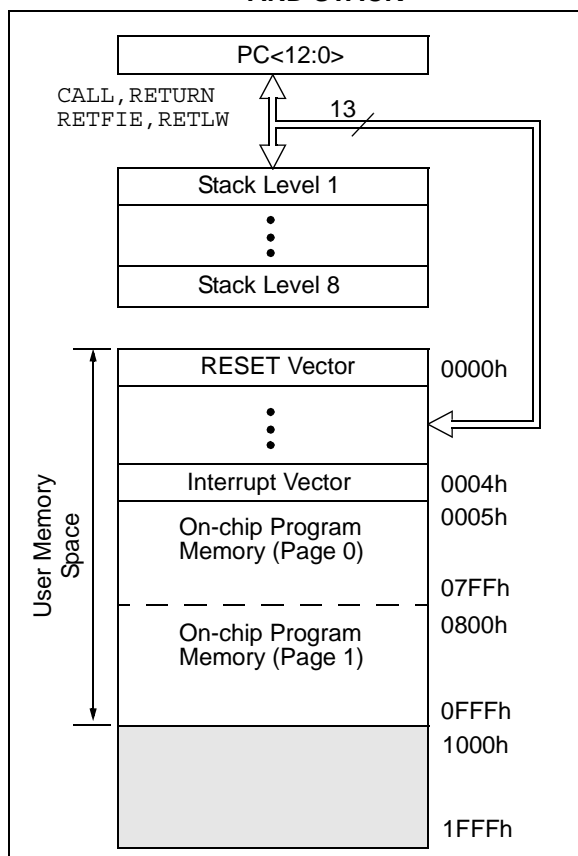 AND STACK
PC<12:0>
CALL,RETURN
RETFIE,RETLW
13
Stack Level 1
Stack Level 8
RESET Vector
0000h
Interrupt Vector
0004h
0005h
On-chip Program
Memory (Page 0)
07FFh
0800h
On-chip Program
Memory (Page 1)
0FFFh
1000h
1FFFh
User Memory
Space